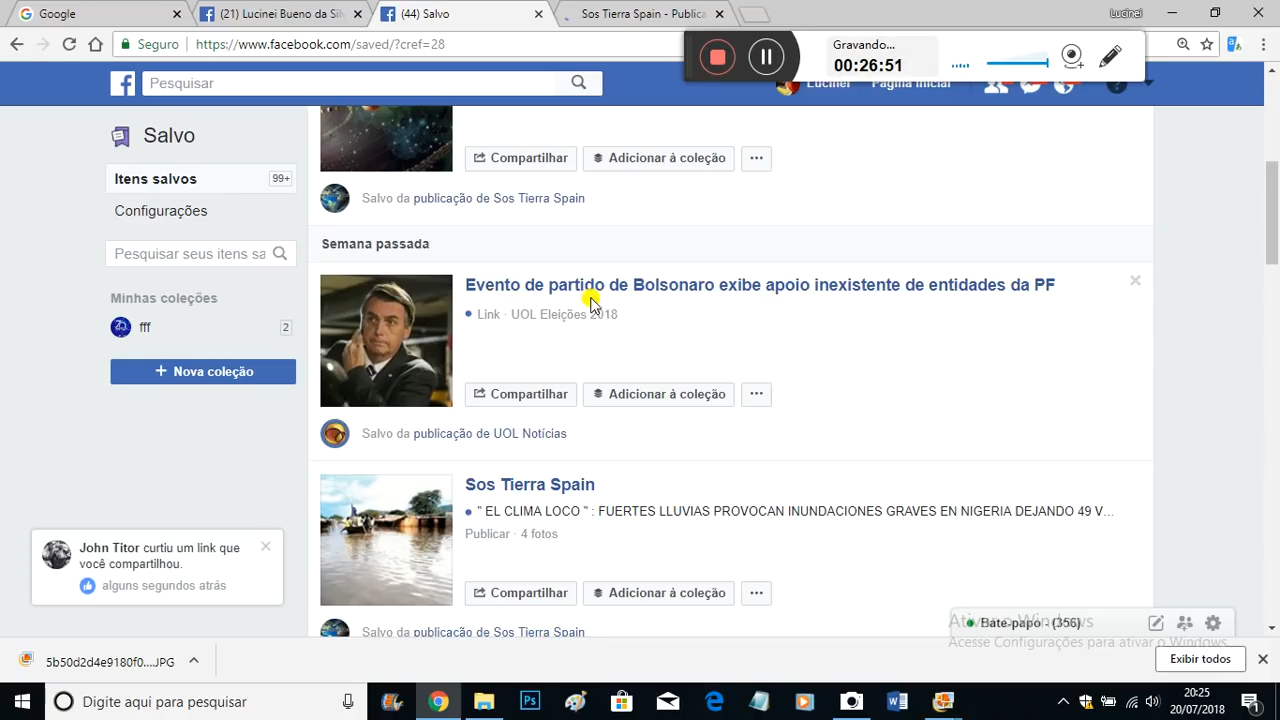 Google
(21) Lucinei Bueno da Sil
(44) Salvo
Sos Tierra Spain - Publica
Lucinei
Seguro
https://www.facebook.com/saved/?cref=28
Gravando...
00:26:51
Pesquisar
Lucinei
Página inicial
Salvo
Itens salvos
99+
Configurações
Pesquisar seus itens sa
Minhas coleções
fff
2
+ Nova coleção
Compartilhar
Adicionar à coleção
...
Salvo da publicação de Sos Tierra Spain
Semana passada
Evento de partido de Bolsonaro exibe apoio inexistente de entidades da PF
Link · UOL Eleições 2018
Compartilhar
Adicionar à coleção
...
Salvo da publicação de UOL Notícias
Sos Tierra Spain
" EL CLIMA LOCO " : FUERTES LLUVIAS PROVOCAN INUNDACIONES GRAVES EN NIGERIA DEJANDO 49 V...
Publicar · 4 fotos
Compartilhar
Adicionar à coleção
...
Salvo da publicação de Sos Tierra Spain
John Titor curtiu um link que
você compartilhou.
alguns segundos atrás
Bate-papo (356)
Ativar o Windows
Acesse Configurações para ativar o Windows.
5b50d2d4e9180f0....JPG
Exibir todos
Digite aqui para pesquisar
20:25
20/07/2018
1